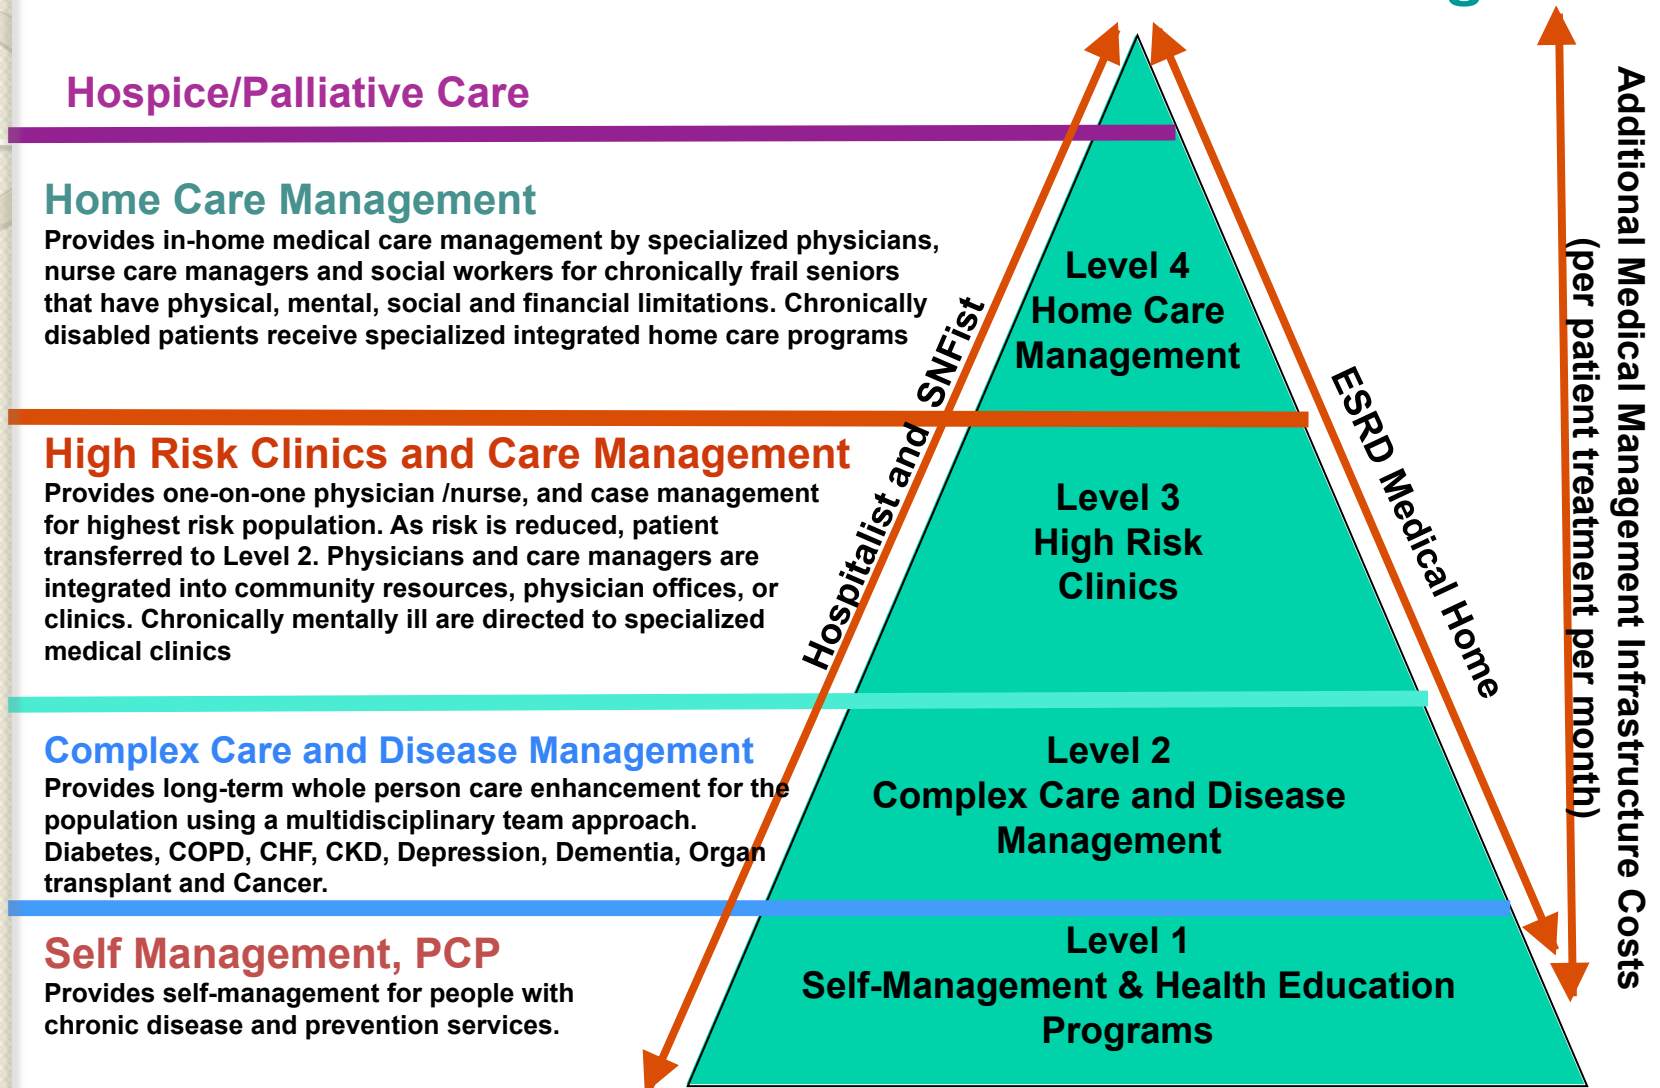 Hospice/Palliative Care
Home Care Management
Provides in-home medical care management by specialized physicians,
nurse care managers and social workers for chronically frail seniors
that have physical, mental, social and financial limitations. Chronically
disabled patients receive specialized integrated home care programs
High Risk Clinics and Care Management
Provides one-on-one physician /nurse, and case management
for highest risk population. As risk is reduced, patient
transferred to Level 2. Physicians and care managers are
integrated into community resources, physician offices, or
clinics. Chronically mentally ill are directed to specialized
medical clinics
Complex Care and Disease Management
Provides long-term whole person care enhancement for the
population using a multidisciplinary team approach.
Diabetes, COPD, CHF, CKD, Depression, Dementia, Organ
transplant and Cancer.
Self Management, PCP
Provides self-management for people with
chronic disease and prevention services.
Hospitalist and SNFist
Level 4
Home Care
Management
Level 3
High Risk
Clinics
Level 2
Complex Care and Disease
Management
Level 1
Self-Management & Health Education
Programs
ESRD Medical Home
Additional Medical Management Infrastructure Costs
(per patient treatment per month)